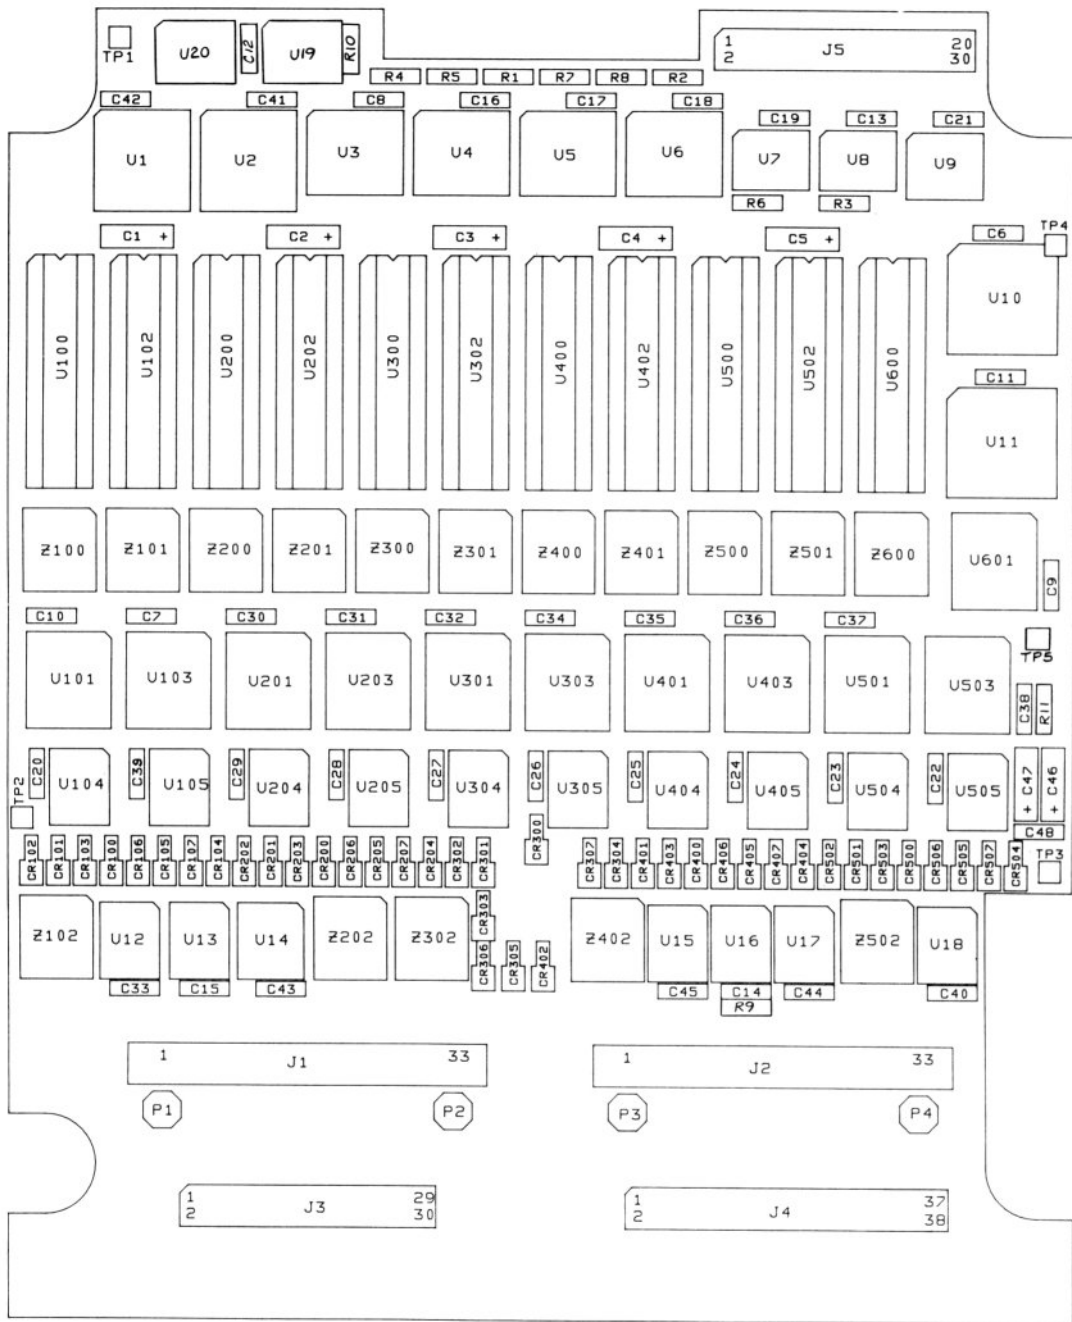 TP1
U20
C12
U19
R10
R4 R5 R1 R7 R8 R2
1 J5 20
2 30
C42 C41 C8 C16 C17 C18 C19 C13 C21
U1 U2 U3 U4 U5 U6 U7 U8 U9
R6 R3
C1 + C2 + C3 + C4 + C5 + C6 TP4
U10
U100 U102 U200 U202 U300 U302 U400 U402 U500 U502 U600
C11
U11
Z100 Z101 Z200 Z201 Z300 Z301 Z400 Z401 Z500 Z501 Z600 U601
C9
C10 C7 C30 C31 C32 C34 C35 C36 C37
TP5
U101 U103 U201 U203 U301 U303 U401 U403 U501 U503
C38 R11
TP2
C20 U104 C39 U105 C29 U204 C28 U205 C27 U304 C26 U305 C25 U404 C24 U405 C23 U504 C22 U505 + C47 + C46
C48
CR300
CR102 CR101 CR103 CR100 CR106 CR105 CR107 CR104 CR202 CR201 CR203 CR200 CR206 CR205 CR207 CR204 CR302 CR301 CR307 CR304 CR401 CR403 CR400 CR406 CR405 CR407 CR404 CR502 CR501 CR503 CR500 CR506 CR505 CR507 CR504 TP3
CR303
Z102 U12 U13 U14 Z202 Z302 Z402 U15 U16 U17 Z502 U18
CR306 CR305 CR402
C33 C15 C43 C45 C14 C44 C40
R9
1 J1 33
1 J2 33
P1 P2 P3 P4
1 J3 29
2 30
1 J4 37
2 38